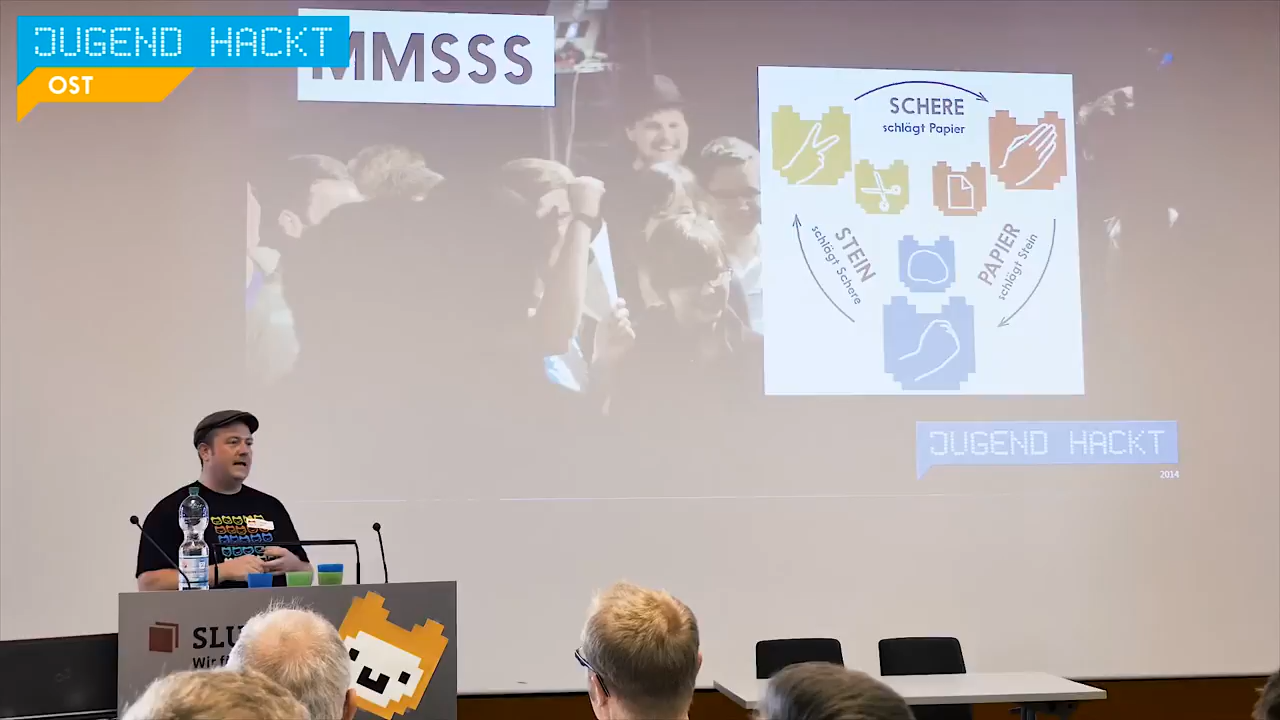 JUGEND HACKT
OST
MMSSS
SCHERE
schlägt Papier
STEIN
schlägt Schere
PAPIER
schlägt Stein
JUGEND HACKT
2014
SLU
Wir f